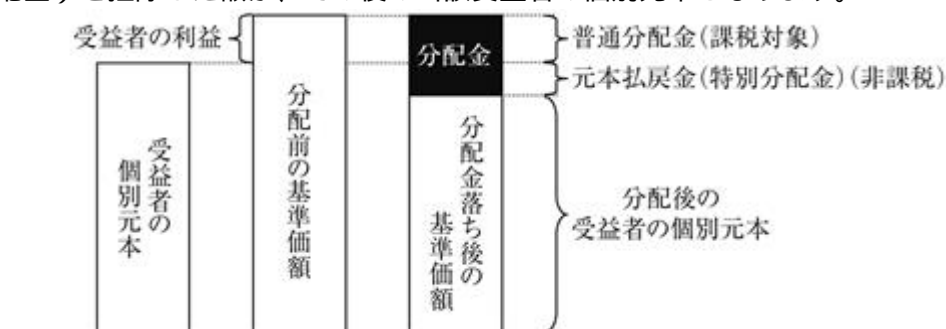 受益者の利益
受益者の
個別元本
分配前の基準価額
分配金
分配金落ち後の
基準価額
普通分配金(課税対象)
元本払戻金(特別分配金)(非課税)
分配後の
受益者の個別元本